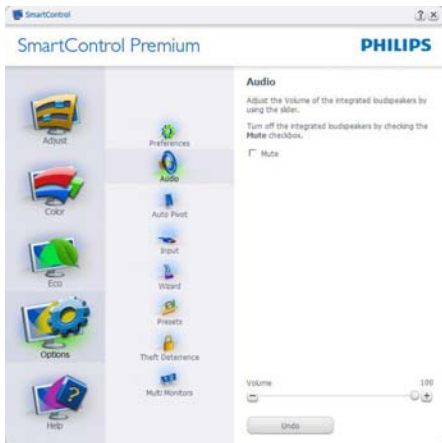 SmartControl
SmartControl Premium
PHILIPS
Adjust
Color
Eco
Options
Help
Preferences
Audio
Auto Pivot
Input
Wizard
Presets
Theft Deterrence
Multi Monitors
Audio
Adjust the Volume of the integrated loudspeakers by
using the slider.
Turn off the integrated loudspeakers by checking the
Mute checkbox.
Mute
Volume 100
Undo